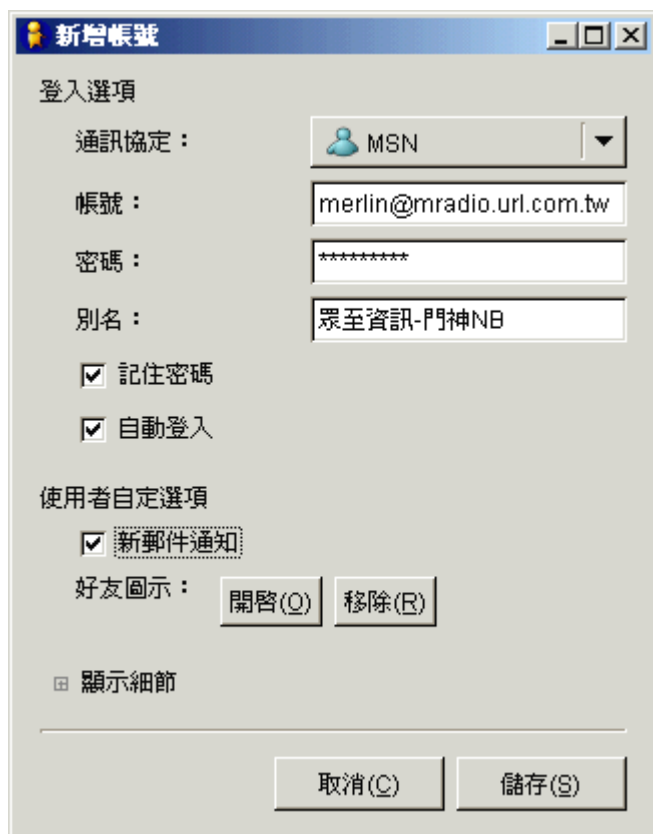 新增帳號
登入選項
通訊協定： MSN
帳號： merlin@mradio.url.com.tw
密碼： *********
別名： 眾至資訊-門神NB
記住密碼
自動登入
使用者自定選項
新郵件通知
好友圖示： 開啓(O) 移除(R)
顯示細節
取消(C) 儲存(S)